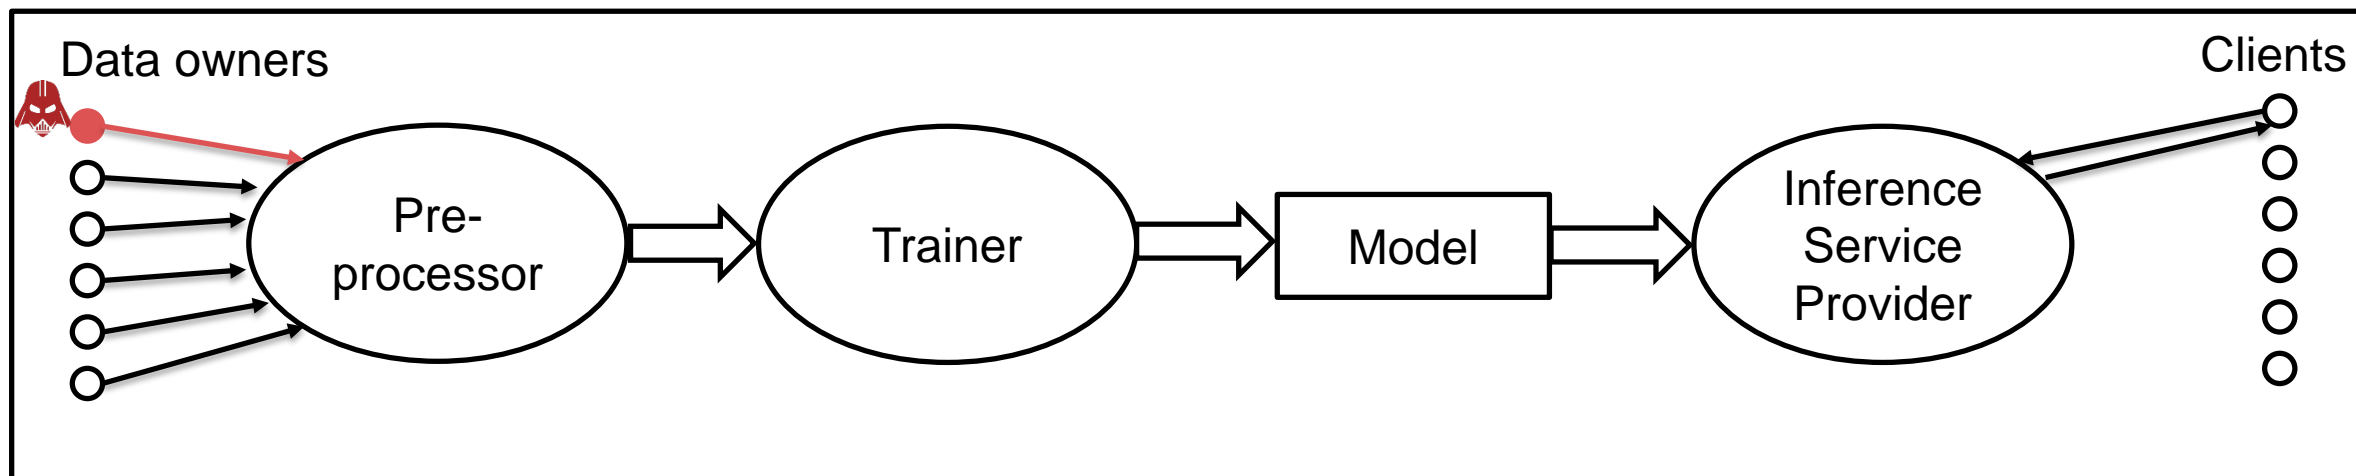 Data owners
Clients
Pre-
processor
Trainer
Model
Inference
Service
Provider